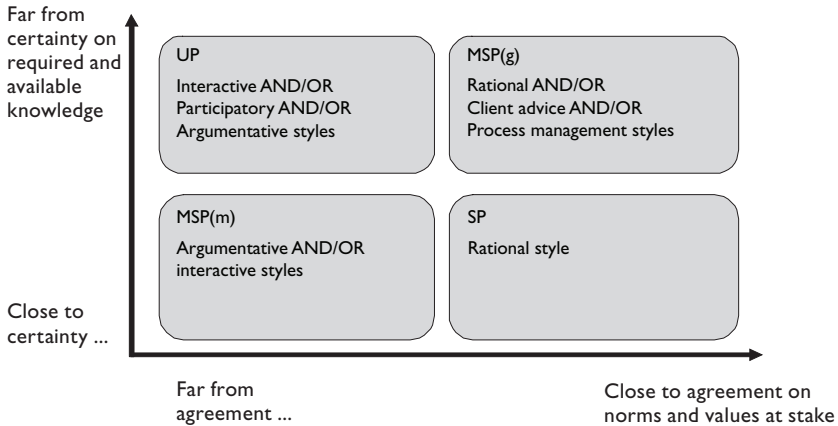 Far from
certainty on
required and
available
knowledge
UP
Interactive AND/OR
Participatory AND/OR
Argumentative styles
MSP(g)
Rational AND/OR
Client advice AND/OR
Process management styles
MSP(m)
Argumentative AND/OR
interactive styles
SP
Rational style
Close to
certainty ...
Far from
agreement ...
Close to agreement on
norms and values at stake